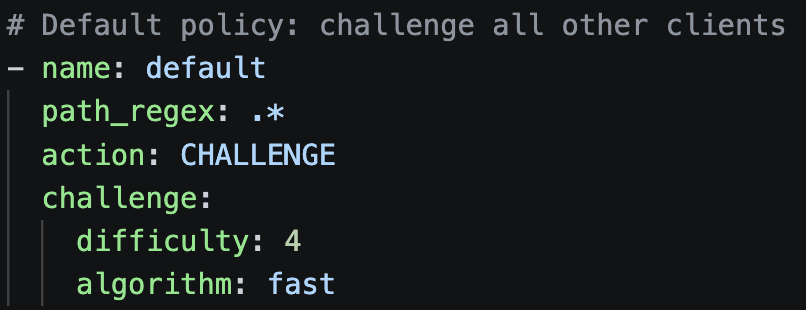 # Default policy: challenge all other clients
- name: default
  path_regex: .*
  action: CHALLENGE
  challenge:
    difficulty: 4
    algorithm: fast